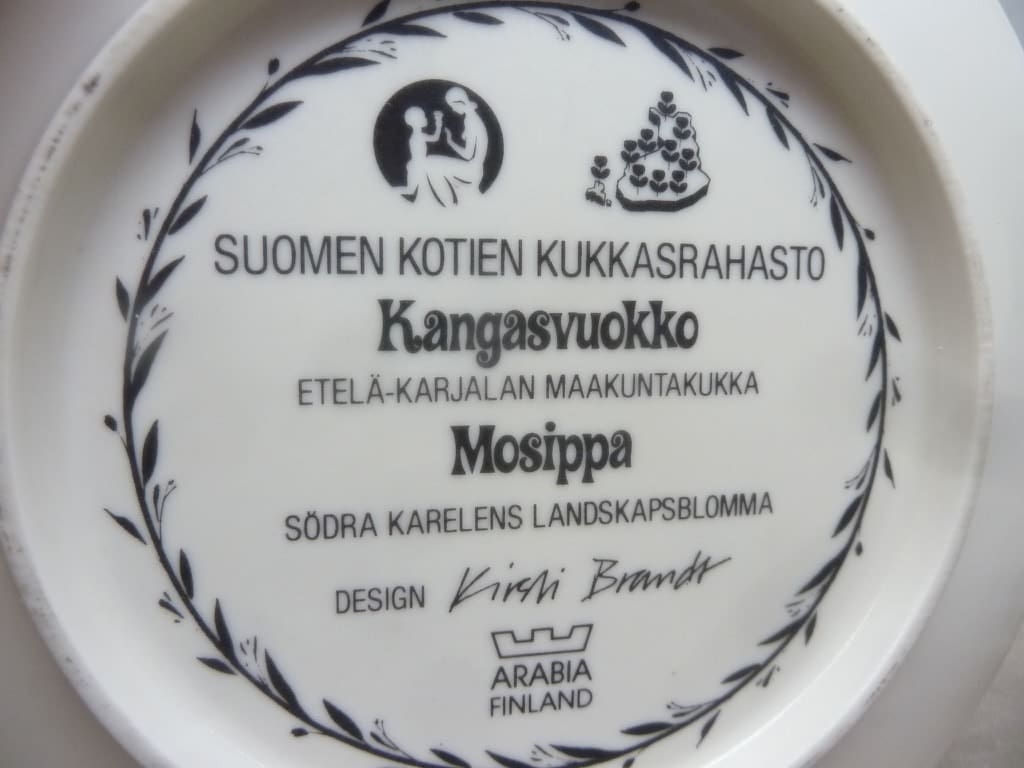 SUOMEN KOTIEN KUKKASRAHASTO
Kangasvuokko
ETELÄ-KARJALAN MAAKUNTAKUKKA
Mosippa
SÖDRA KARELENS LANDSKAPSBLOMMA
DESIGN Kirsti Brandt
ARABIA
FINLAND